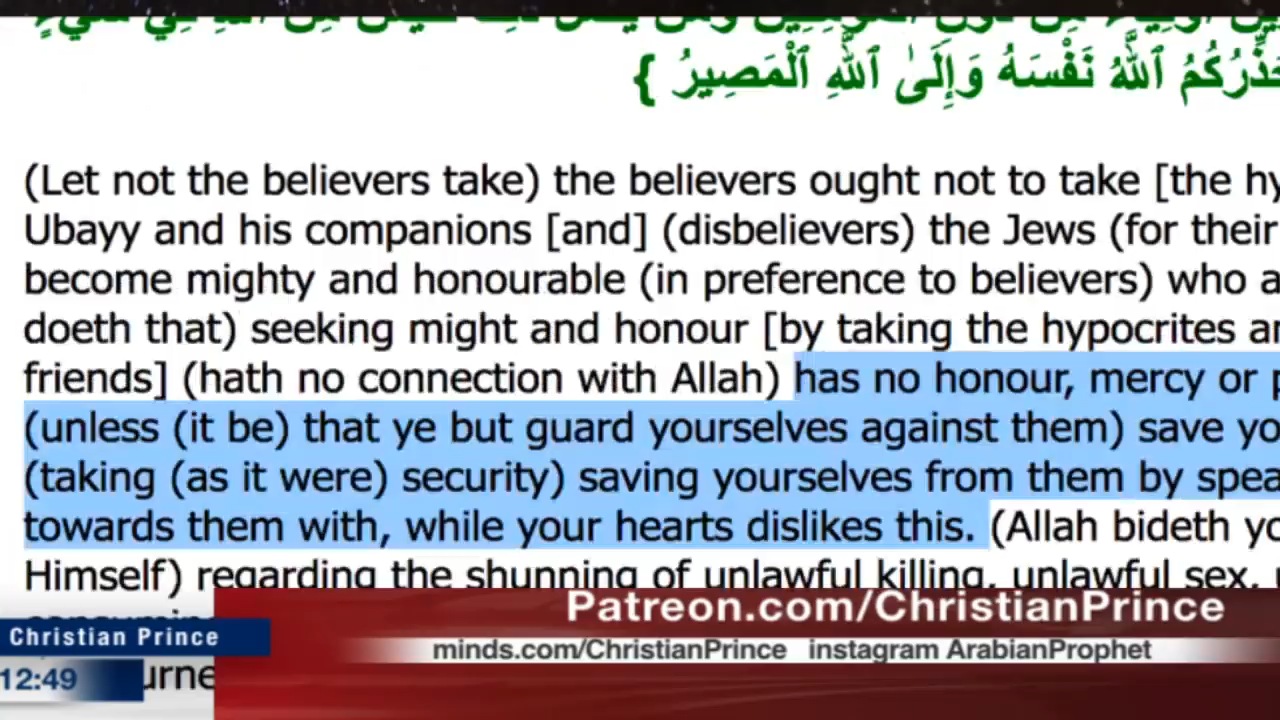 حَذِّرُكُمُ ٱللَّهُ نَفْسَهُ وَإِلَىٰ ٱللَّهِ ٱلْمَصِيرُ }
(Let not the believers take) the believers ought not to take [the hy
Ubayy and his companions [and] (disbelievers) the Jews (for their
become mighty and honourable (in preference to believers) who a
doeth that) seeking might and honour [by taking the hypocrites a
friends] (hath no connection with Allah) has no honour, mercy or p
(unless (it be) that ye but guard yourselves against them) save yo
(taking (as it were) security) saving yourselves from them by spea
towards them with, while your hearts dislikes this. (Allah bideth yo
Himself) regarding the shunning of unlawful killing, unlawful sex,
Patreon.com/ChristianPrince
Christian Prince
minds.com/ChristianPrince instagram ArabianProphet
12:49
urne